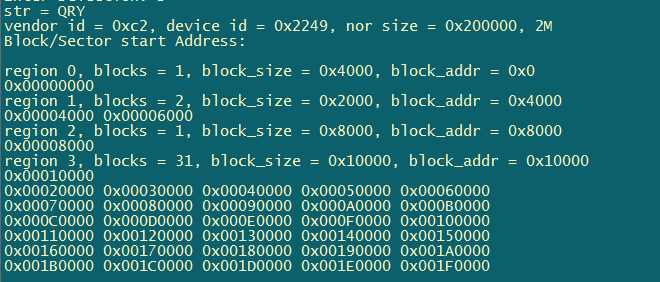 str = QRY
vendor id = 0xc2, device id = 0x2249, nor size = 0x200000, 2M
Block/Sector start Address:
region 0, blocks = 1, block_size = 0x4000, block_addr = 0x0
0x00000000
region 1, blocks = 2, block_size = 0x2000, block_addr = 0x4000
0x00004000 0x00006000
region 2, blocks = 1, block_size = 0x8000, block_addr = 0x8000
0x00008000
region 3, blocks = 31, block_size = 0x10000, block_addr = 0x10000
0x00010000
0x00020000 0x00030000 0x00040000 0x00050000 0x00060000
0x00070000 0x00080000 0x00090000 0x000A0000 0x000B0000
0x000C0000 0x000D0000 0x000E0000 0x000F0000 0x00100000
0x00110000 0x00120000 0x00130000 0x00140000 0x00150000
0x00160000 0x00170000 0x00180000 0x00190000 0x001A0000
0x001B0000 0x001C0000 0x001D0000 0x001E0000 0x001F0000